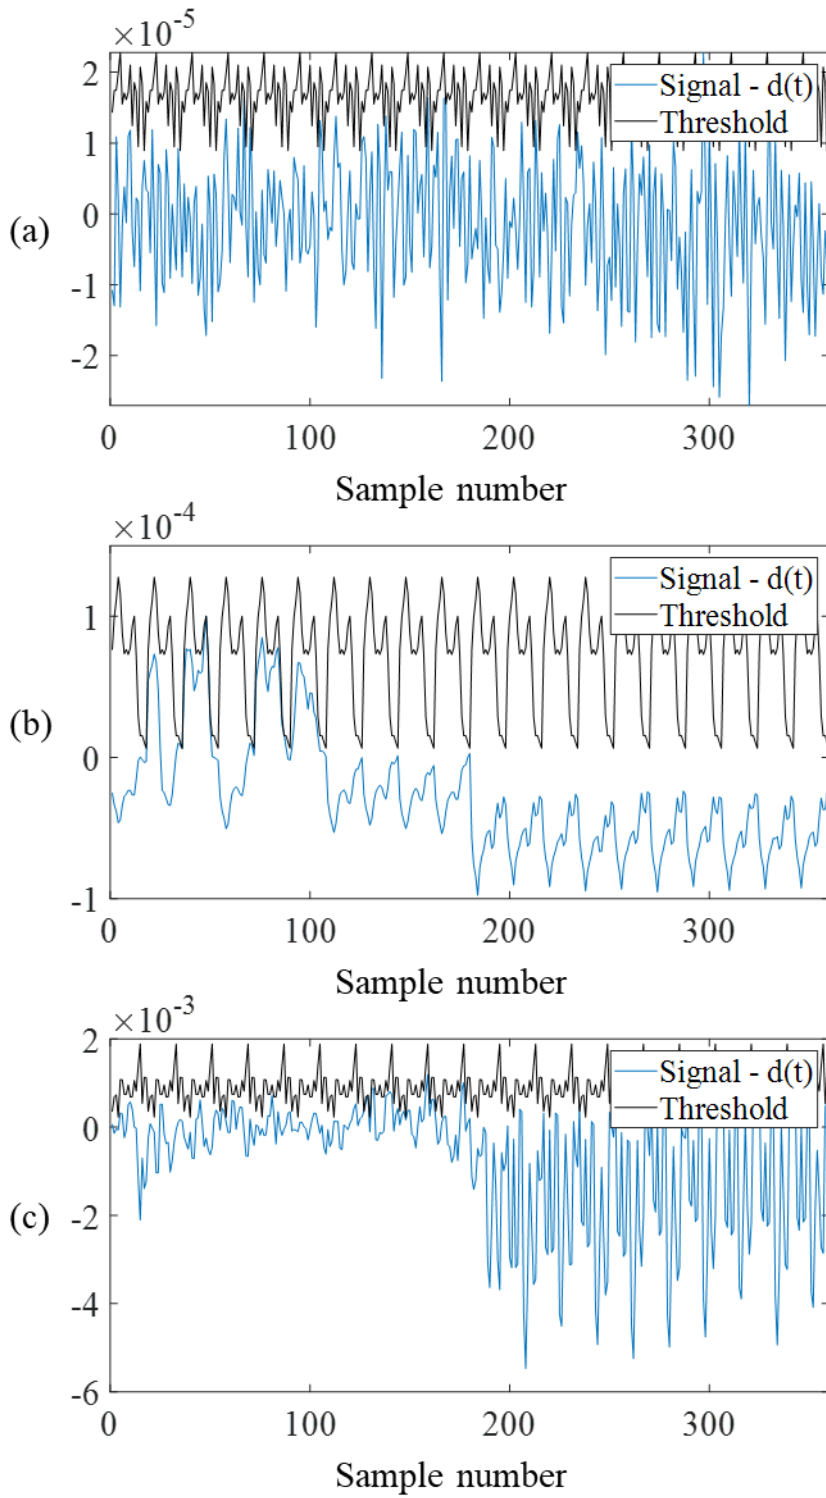 ×10-5
2
1
0
-1
-2
(a)
Signal - d(t)
Threshold
0 100 200 300
Sample number
×10-4
1
0
-1
(b)
Signal - d(t)
Threshold
0 100 200 300
Sample number
×10-3
2
0
-2
-4
-6
(c)
Signal - d(t)
Threshold
0 100 200 300
Sample number